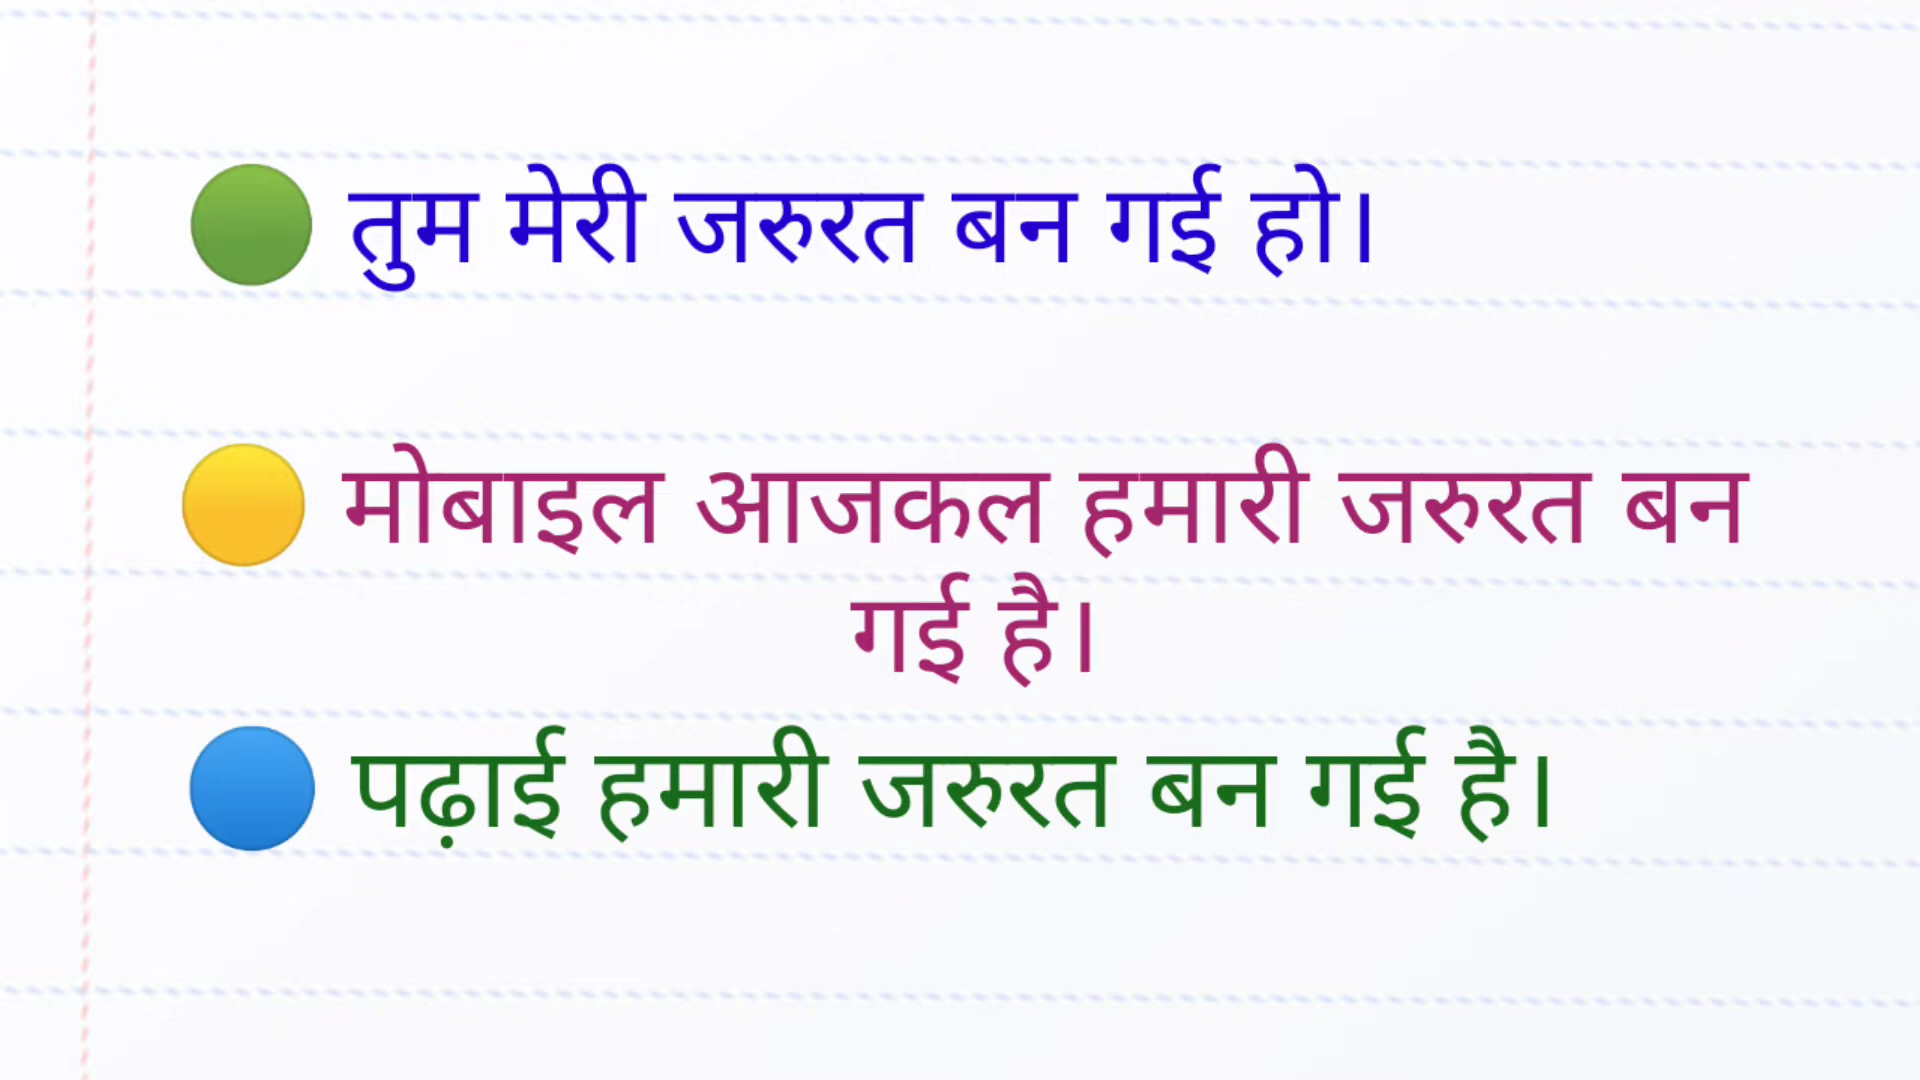 तुम मेरी जरुरत बन गई हो।
मोबाइल आजकल हमारी जरुरत बन
गई है।
पढ़ाई हमारी जरुरत बन गई है।